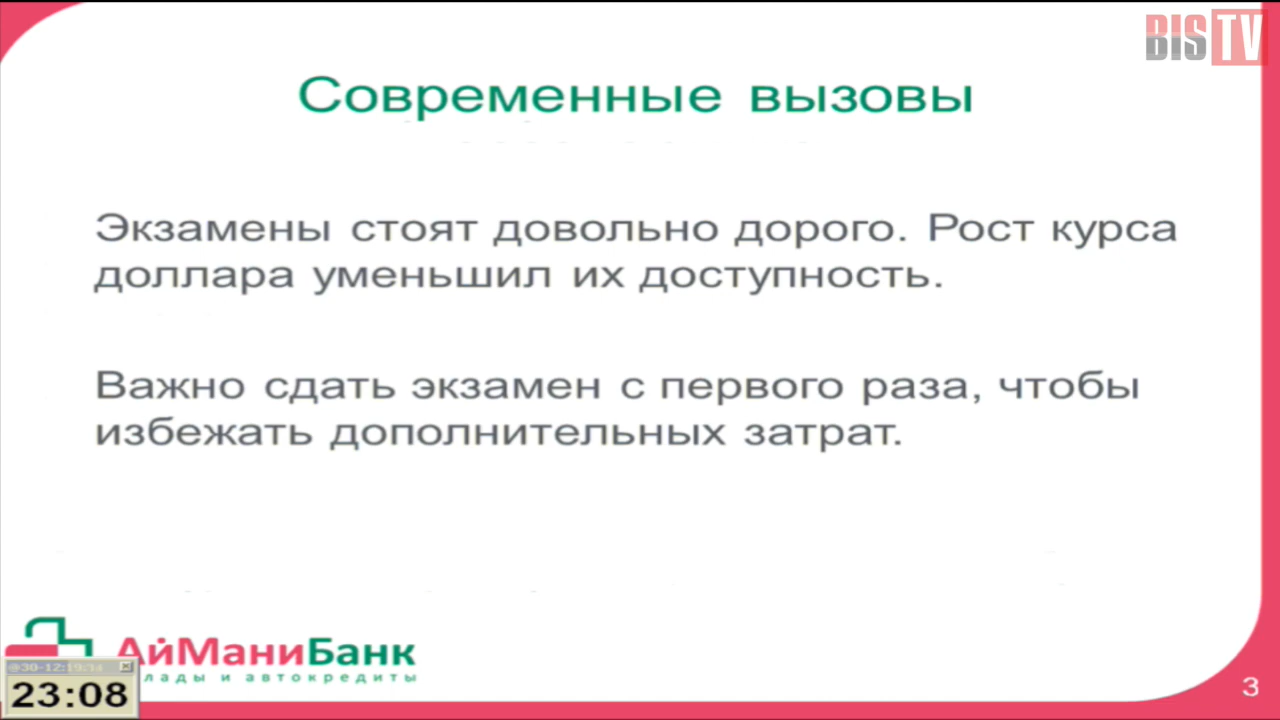 BIS TV
Современные вызовы
Экзамены стоят довольно дорого. Рост курса
доллара уменьшил их доступность.
Важно сдать экзамен с первого раза, чтобы
избежать дополнительных затрат.
АйМаниБанк
и автокредиты
23:08
3